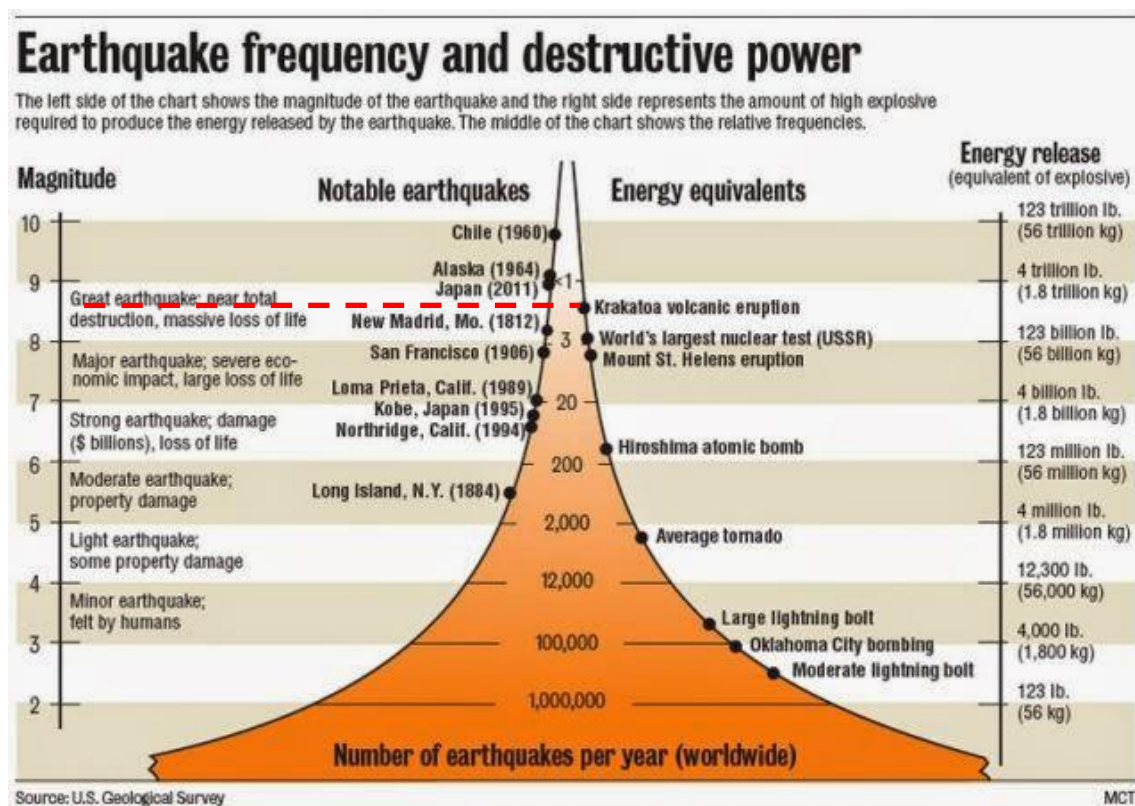 Earthquake frequency and destructive power
The left side of the chart shows the magnitude of the earthquake and the right side represents the amount of high explosive
required to produce the energy released by the earthquake. The middle of the chart shows the relative frequencies.
Magnitude
Notable earthquakes
Energy equivalents
Energy release
(equivalent of explosive)
10
9
8
7
6
5
4
3
2
Great earthquake; near total
destruction, massive loss of life
Major earthquake; severe eco-
nomic impact, large loss of life
Strong earthquake; damage
($ billions), loss of life
Moderate earthquake;
property damage
Light earthquake;
some property damage
Minor earthquake;
felt by humans
Chile (1960)
Alaska (1964)
Japan (2011)
New Madrid, Mo. (1812)
San Francisco (1906)
Loma Prieta, Calif. (1989)
Kobe, Japan (1995)
Northridge, Calif. (1994)
Long Island, N.Y. (1884)
<1
3
20
200
2,000
12,000
100,000
1,000,000
Krakatoa volcanic eruption
World's largest nuclear test (USSR)
Mount St. Helens eruption
Hiroshima atomic bomb
Average tornado
Large lightning bolt
Oklahoma City bombing
Moderate lightning bolt
123 trillion lb.
(56 trillion kg)
4 trillion lb.
(1.8 trillion kg)
123 billion lb.
(56 billion kg)
4 billion lb.
(1.8 billion kg)
123 million lb.
(56 million kg)
4 million lb.
(1.8 million kg)
12,300 lb.
(56,000 kg)
4,000 lb.
(1,800 kg)
123 lb.
(56 kg)
Number of earthquakes per year (worldwide)
Source: U.S. Geological Survey
MCT